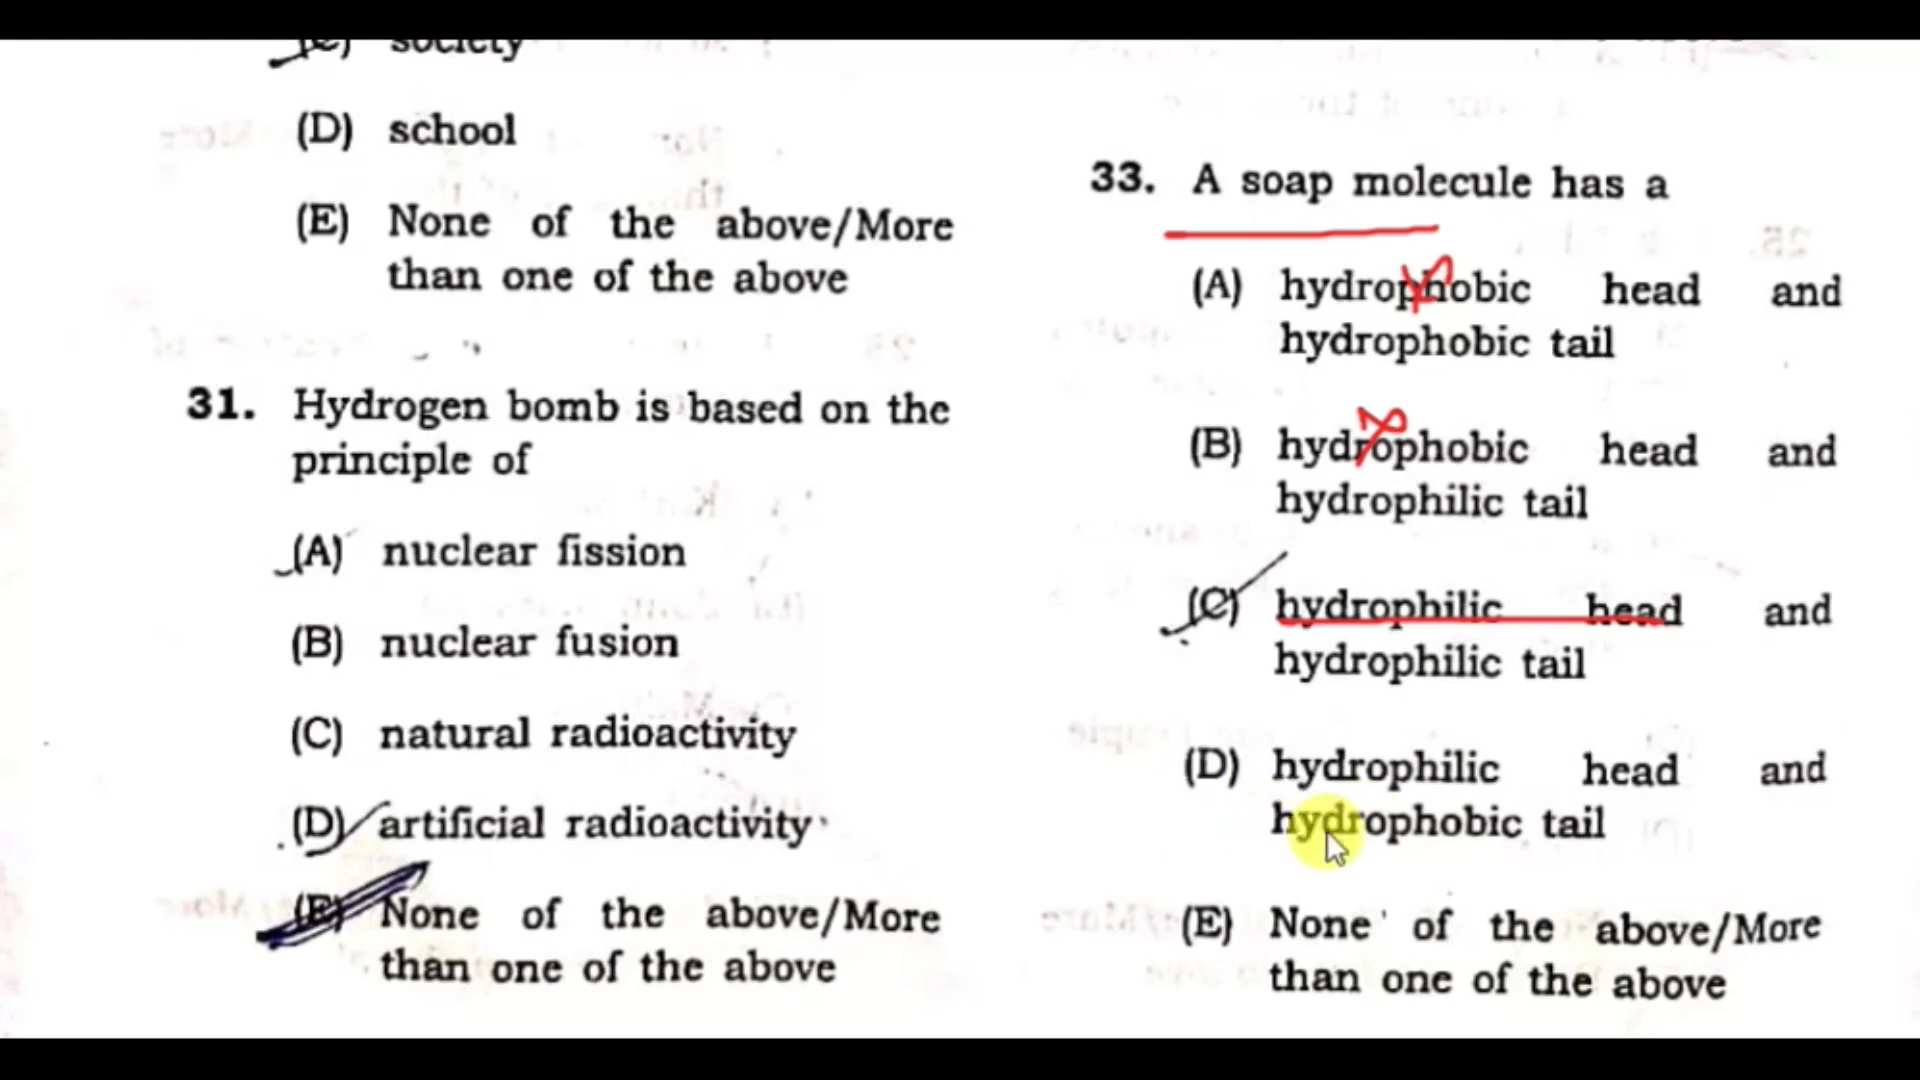 (C) society
(D) school
(E) None of the above/More
than one of the above
31. Hydrogen bomb is based on the
principle of
(A) nuclear fission
(B) nuclear fusion
(C) natural radioactivity
(D) artificial radioactivity
(E) None of the above/More
than one of the above
33. A soap molecule has a
(A) hydrophobic head and
hydrophobic tail
(B) hydrophobic head and
hydrophilic tail
(C) hydrophilic head and
hydrophilic tail
(D) hydrophilic head and
hydrophobic tail
(E) None of the above/More
than one of the above